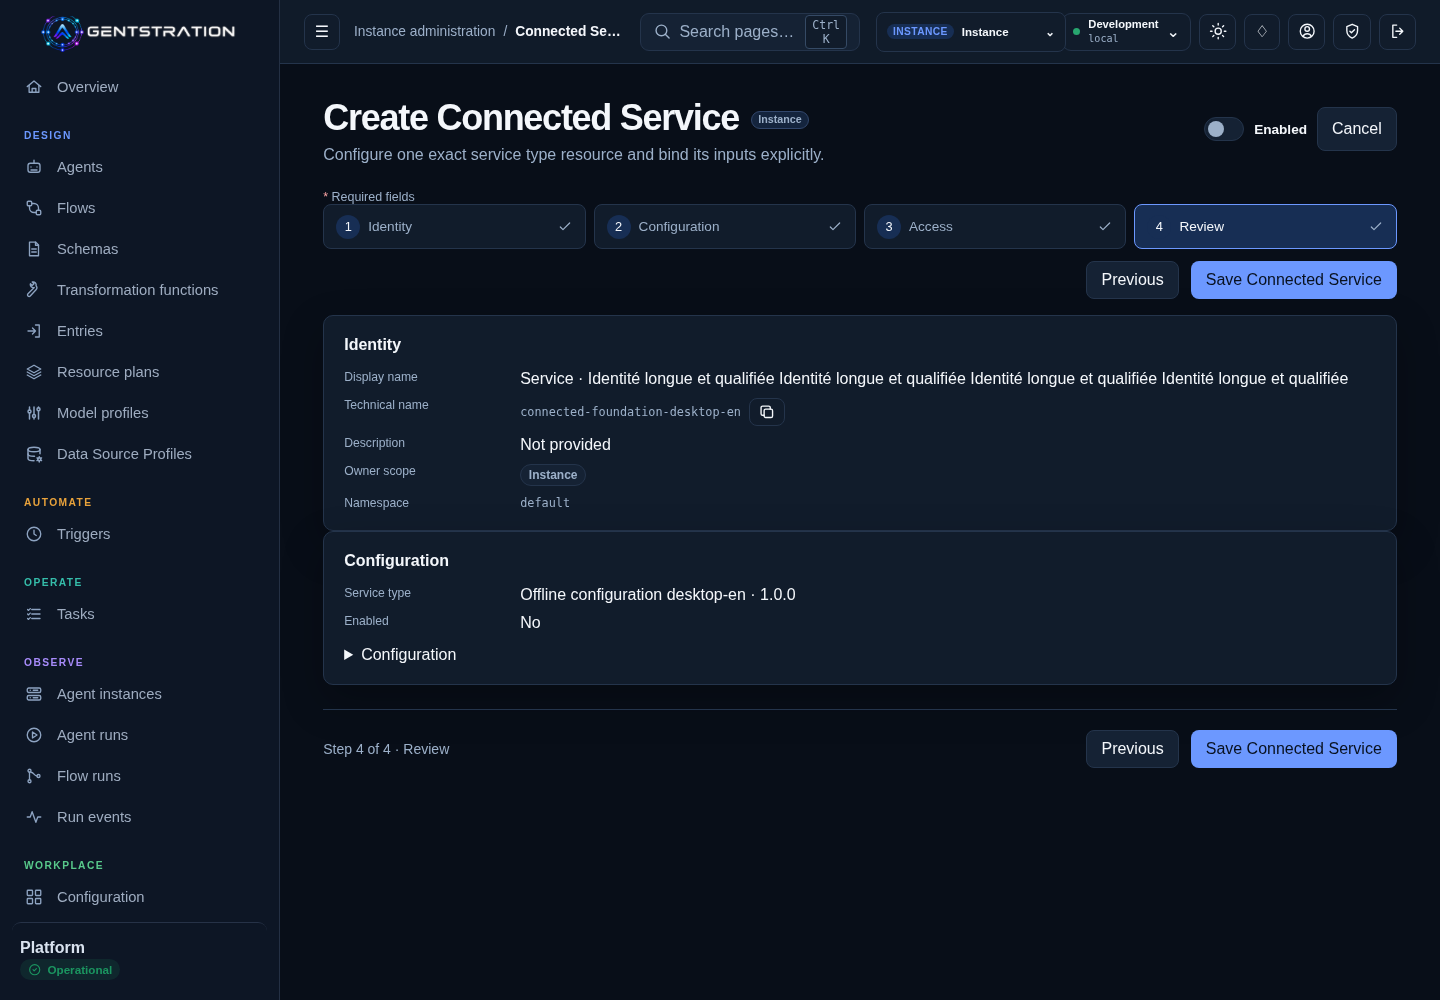 GENTSTRATION
Overview
DESIGN
Agents
Flows
Schemas
Transformation functions
Entries
Resource plans
Model profiles
Data Source Profiles
AUTOMATE
Triggers
OPERATE
Tasks
OBSERVE
Agent instances
Agent runs
Flow runs
Run events
WORKPLACE
Configuration
Platform
Operational
Instance administration / Connected Se…
Search pages… Ctrl K
INSTANCE Instance
Development
local
Create Connected Service Instance
Configure one exact service type resource and bind its inputs explicitly.
Enabled
Cancel
* Required fields
1 Identity
2 Configuration
3 Access
4 Review
Previous
Save Connected Service
Identity
Display name Service · Identité longue et qualifiée Identité longue et qualifiée Identité longue et qualifiée Identité longue et qualifiée
Technical name connected-foundation-desktop-en
Description Not provided
Owner scope Instance
Namespace default
Configuration
Service type Offline configuration desktop-en · 1.0.0
Enabled No
Configuration
Step 4 of 4 · Review
Previous
Save Connected Service